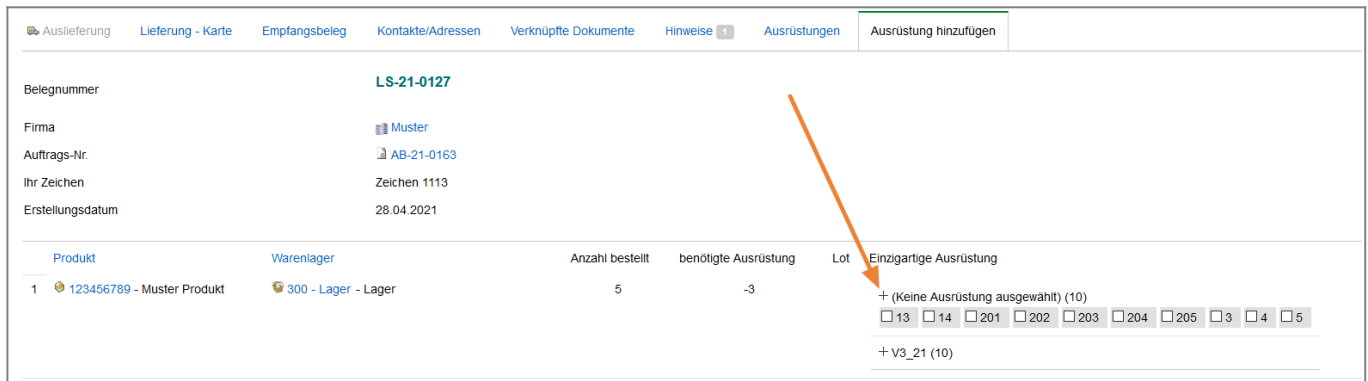 Auslieferung Lieferung - Karte Empfangsbeleg Kontakte/Adressen Verknüpfte Dokumente Hinweise 1 Ausrüstungen Ausrüstung hinzufügen
Belegnummer LS-21-0127
Firma Muster
Auftrags-Nr. AB-21-0163
Ihr Zeichen Zeichen 1113
Erstellungsdatum 28.04.2021
Produkt Warenlager Anzahl bestellt benötigte Ausrüstung Lot Einzigartige Ausrüstung
1 123456789 - Muster Produkt 300 - Lager - Lager 5 -3
+ (Keine Ausrüstung ausgewählt) (10)
13 14 201 202 203 204 205 3 4 5
+ V3_21 (10)